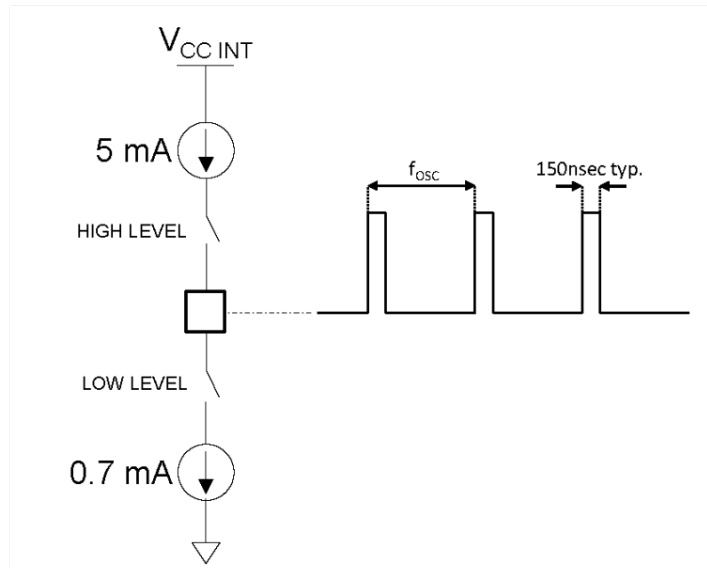 VCC INT
5 mA
HIGH LEVEL
LOW LEVEL
0.7 mA
fOSC
150nsec typ.